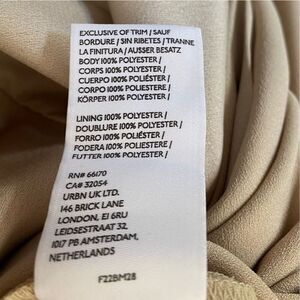 EXCLUSIVE OF TRIM / SAUF
BORDURE / SIN RIBETES / TRANNE
LA FINITURA / AUSSER BESATZ
BODY 100% POLYESTER /
CORPS 100% POLYESTER /
CUERPO 100% POLIÉSTER /
CORPO 100% POLIESTERE /
KÖRPER 100% POLYESTER
LINING 100% POLYESTER /
DOUBLURE 100% POLYESTER /
FORRO 100% POLIÉSTER /
FODERA 100% POLIESTERE /
FUTTER 100% POLYESTER
RN# 66170
CA# 32054
URBN UK LTD.
146 BRICK LANE
LONDON, E1 6RU
LEIDSESTRAAT 32,
1017 PB AMSTERDAM,
NETHERLANDS
F22BM28